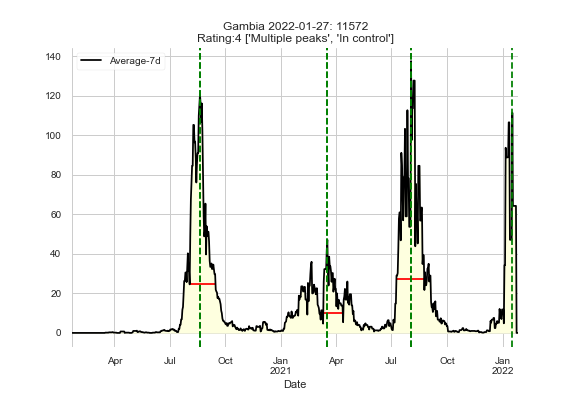 Gambia 2022-01-27: 11572
Rating:4 ['Multiple peaks', 'In control']
Average-7d
140
120
100
80
60
40
20
0
Apr Jul Oct Jan Apr Jul Oct Jan
2021 2022
Date